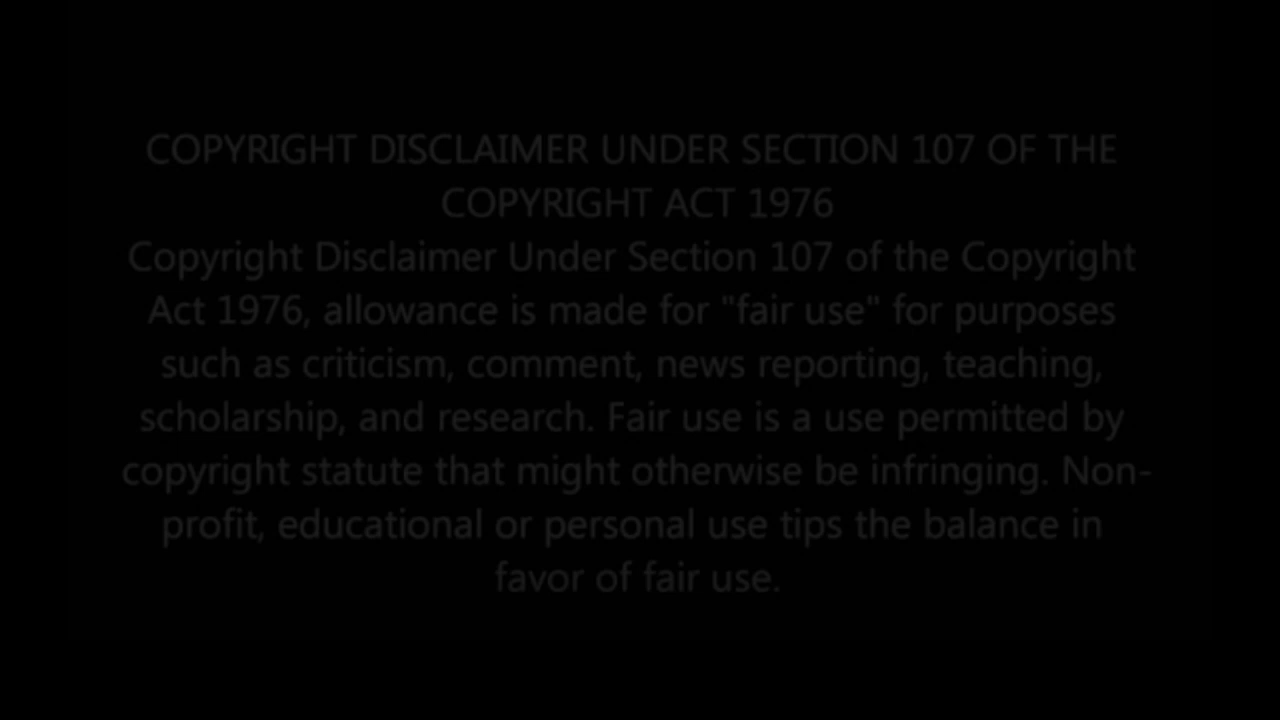 COPYRIGHT DISCLAIMER UNDER SECTION 107 OF THE
COPYRIGHT ACT 1976
Copyright Disclaimer Under Section 107 of the Copyright
Act 1976, allowance is made for "fair use" for purposes
such as criticism, comment, news reporting, teaching,
scholarship, and research. Fair use is a use permitted by
copyright statute that might otherwise be infringing. Non-
profit, educational or personal use tips the balance in
favor of fair use.